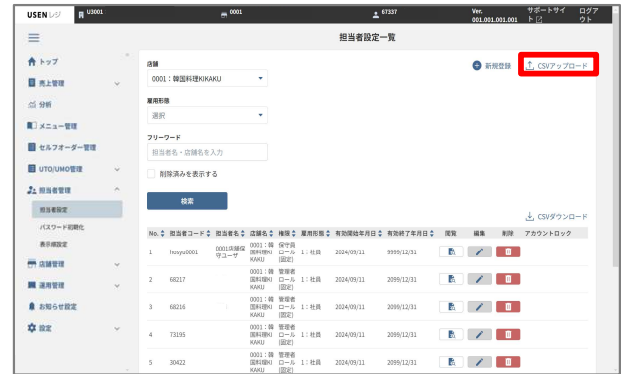 USEN レジ U3001 0001 67337 Ver. 001.001.001.001 サポートサイト ログアウト
担当者設定一覧
トップ
売上管理
分析
メニュー管理
セルフオーダー管理
UTO/UMO管理
担当者管理
担当者設定
パスワード初期化
表示順設定
店舗管理
運用管理
お知らせ設定
設定
店舗
新規登録 CSVアップロード
0001：韓国料理KIKAKU
雇用形態
選択
フリーワード
担当者名・店舗名を入力
削除済みを表示する
検索
CSVダウンロード
No. 担当者コード 担当者名 店舗名 権限 雇用形態 有効開始年月日 有効終了年月日 閲覧 編集 削除 アカウントロック
1 hosyu0001 0001店舗保守ユーザ 0001：韓国料理KIKAKU 保守員ロール(固定) 1：社員 2024/09/11 9999/12/31
2 68217 0001：韓国料理KIKAKU 管理者ロール(固定) 1：社員 2024/09/11 2099/12/31
3 68216 0001：韓国料理KIKAKU 管理者ロール(固定) 1：社員 2024/09/11 2099/12/31
4 73195 0001：韓国料理KIKAKU 管理者ロール(固定) 1：社員 2024/09/11 2099/12/31
5 30422 0001：韓国料理KI 管理者ロール 1：社員 2024/09/11 2099/12/31